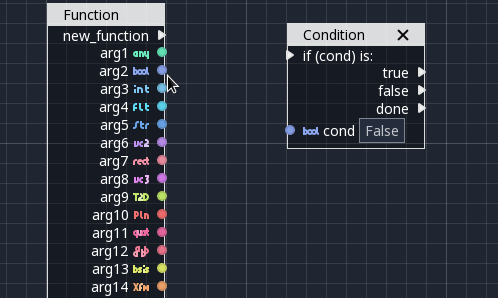 Function
new_function
arg1 any
arg2 bool
arg3 int
arg4 flt
arg5 str
arg6 vc2
arg7 rect
arg8 vc3
arg9 T2D
arg10 Pln
arg11 quat
arg12
arg13 bsis
arg14 XFM
Condition
if (cond) is:
true
false
done
bool cond False